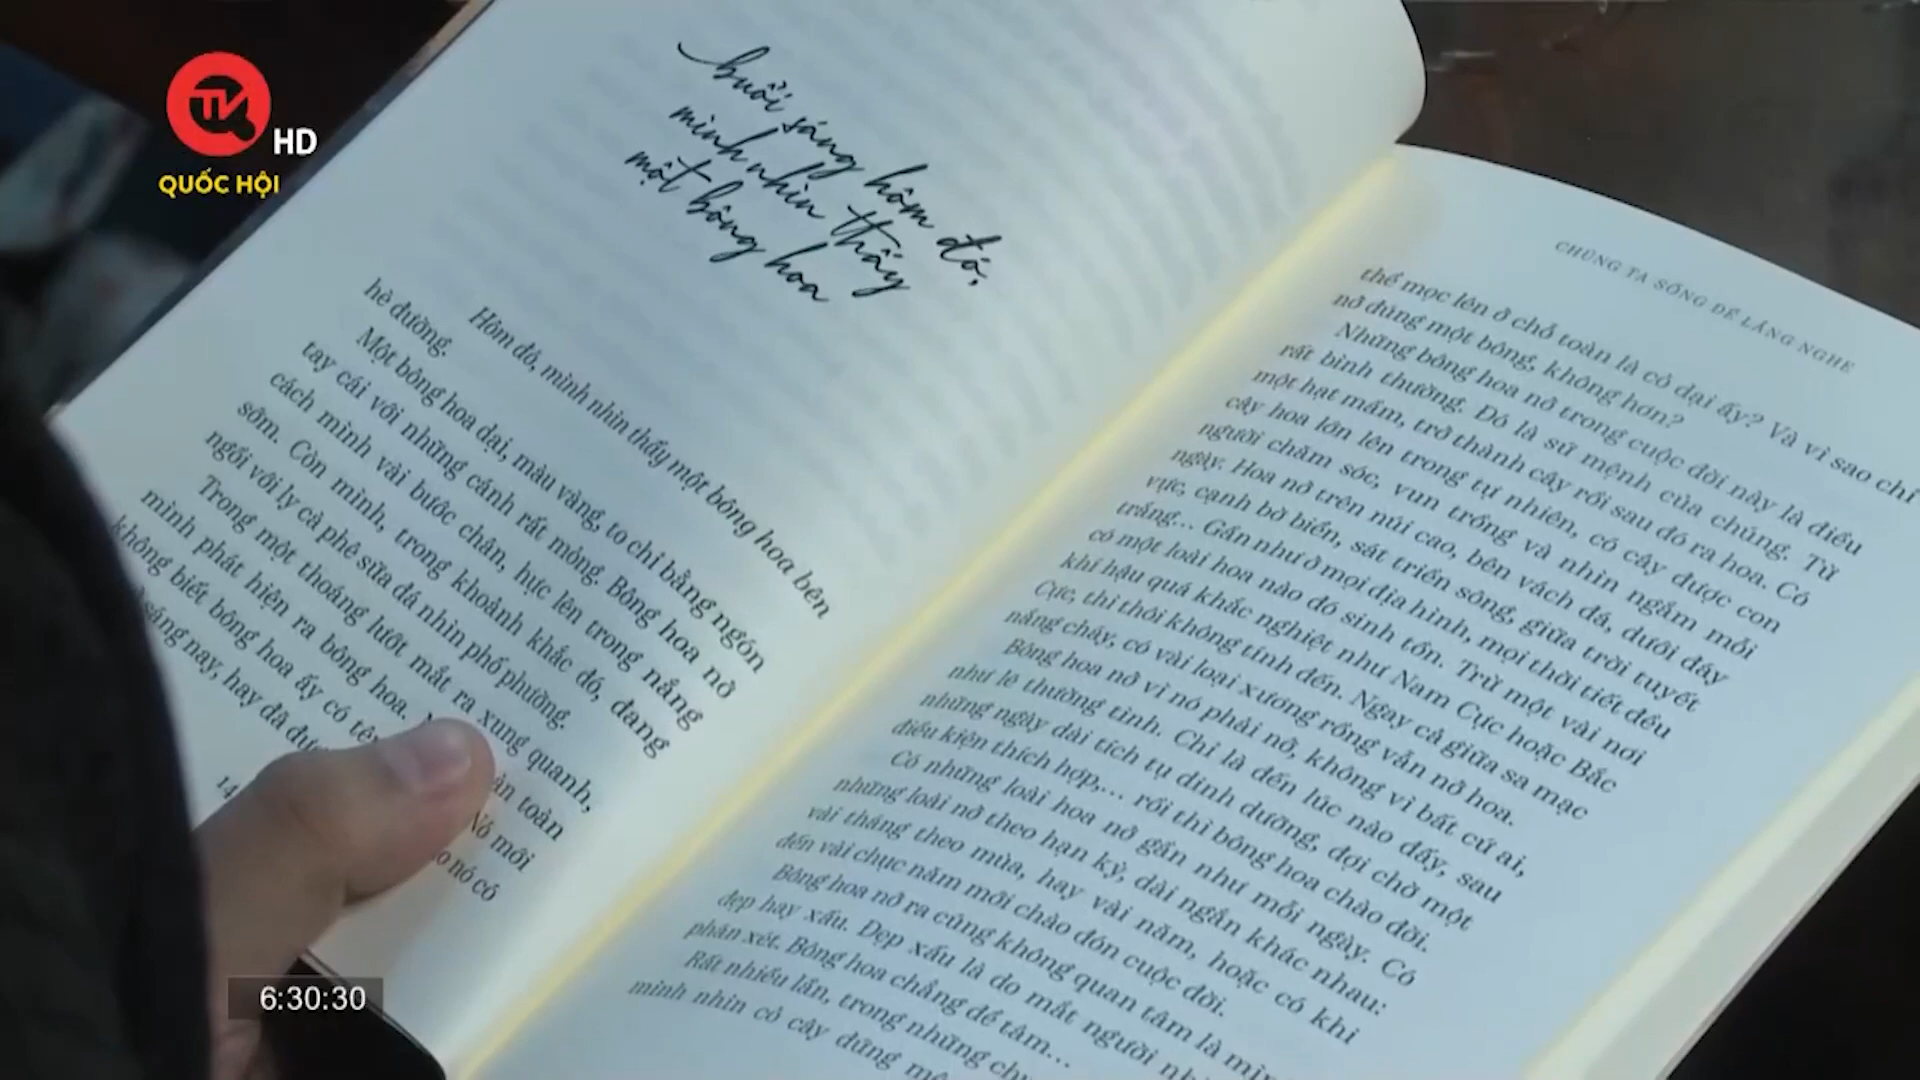 QUỐC HỘI
HD
buổi sáng hôm đó,
mình nhìn thấy
một bông hoa
Hôm đó, mình nhìn thấy một bông hoa bên
hè đường.
Một bông hoa dại, màu vàng, to chỉ bằng ngón
tay cái với những cánh rất mỏng. Bông hoa nở
cách mình vài bước chân, hực lên trong nắng
sớm. Còn mình, trong khoảnh khắc đó, đang
ngồi với ly cà phê sữa đá nhìn phố phường.
Trong một thoáng lướt mắt ra xung quanh,
mình phát hiện ra bông hoa. toàn
không biết bông hoa ấy có Nó mới
sáng nay, hay đã nó có
14
CHÚNG TA SỐNG ĐỂ LẮNG NGHE
thể mọc lên ở chỗ toàn là cỏ dại ấy? Và vì sao chỉ
nở đúng một bông, không hơn?
Những bông hoa nở trong cuộc đời này là điều
rất bình thường. Đó là sứ mệnh của chúng. Từ
một hạt mầm, trở thành cây rồi sau đó ra hoa. Có
cây hoa lớn lên trong tự nhiên, có cây được con
người chăm sóc, vun trồng và nhìn ngắm mỗi
ngày. Hoa nở trên núi cao, bên vách đá, dưới đáy
vực, cạnh bờ biển, sát triền sông, giữa trời tuyết
trắng... Gần như ở mọi địa hình, mọi thời tiết đều
có một loài hoa nào đó sinh tồn. Trừ một vài nơi
khí hậu quá khắc nghiệt như Nam Cực hoặc Bắc
Cực, thì thôi không tính đến. Ngay cả giữa sa mạc
nắng cháy, có vài loại xương rồng vẫn nở hoa.
Bông hoa nở vì nó phải nở, không vì bất cứ ai,
như lẽ thường tình. Chỉ là đến lúc nào đấy, sau
những ngày dài tích tụ dinh dưỡng, đợi chờ một
điều kiện thích hợp,... rồi thì bông hoa chào đời.
Có những loài hoa nở gần như mỗi ngày. Có
những loài nở theo hạn kỳ, dài ngắn khác nhau:
vài tháng theo mùa, hay vài năm, hoặc có khi
đến vài chục năm mới chào đón cuộc đời.
Bông hoa nở ra cũng không quan tâm là mình
đẹp hay xấu. Đẹp xấu là do mắt người
phán xét. Bông hoa chẳng để tâm...
Rất nhiều lần, trong những
mình nhìn cỏ cây đứng
6:30:30